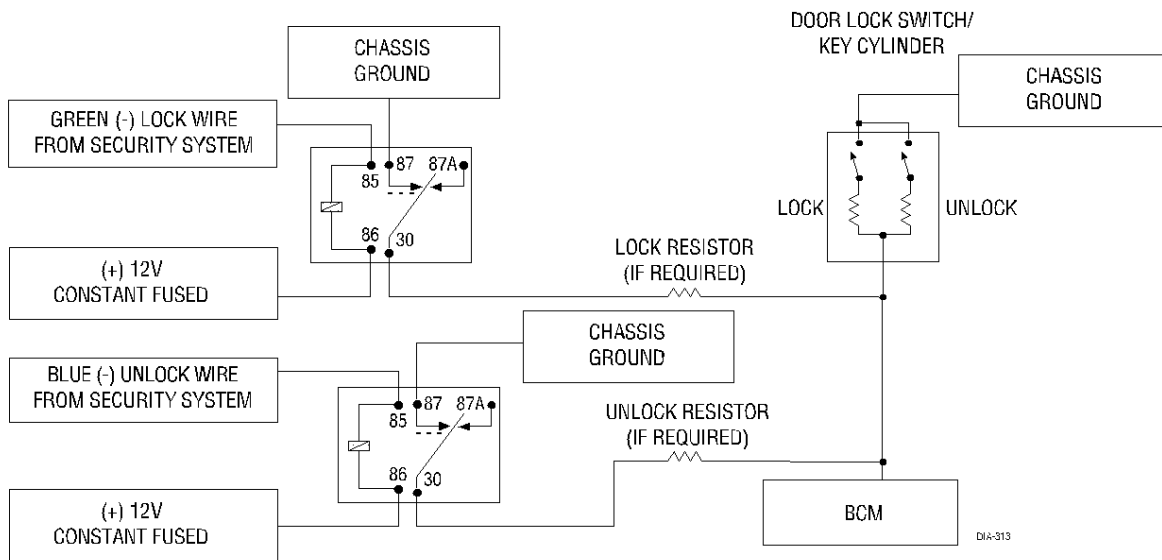 DOOR LOCK SWITCH/
KEY CYLINDER
CHASSIS
GROUND
CHASSIS
GROUND
GREEN (-) LOCK WIRE
FROM SECURITY SYSTEM
87 87A
85
86
30
LOCK
UNLOCK
(+) 12V
CONSTANT FUSED
LOCK RESISTOR
(IF REQUIRED)
CHASSIS
GROUND
BLUE (-) UNLOCK WIRE
FROM SECURITY SYSTEM
87 87A
85
86
30
UNLOCK RESISTOR
(IF REQUIRED)
(+) 12V
CONSTANT FUSED
BCM
DIA-313